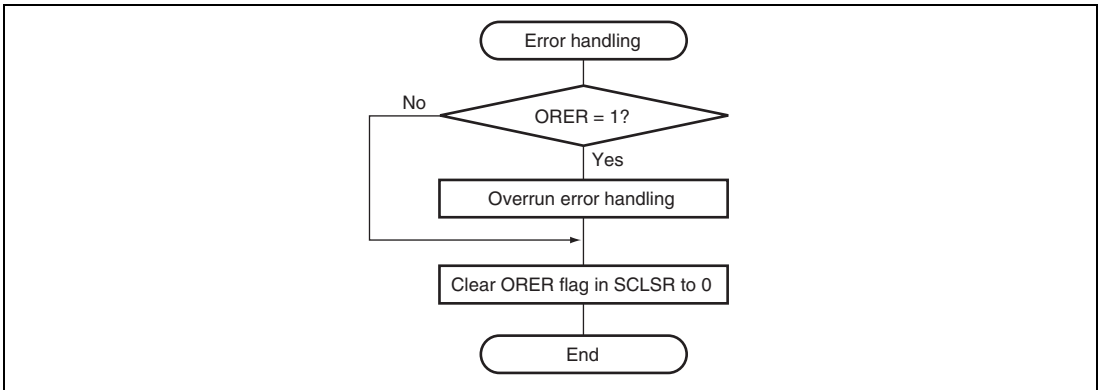 Error handling
No
ORER = 1?
Yes
Overrun error handling
Clear ORER flag in SCLSR to 0
End